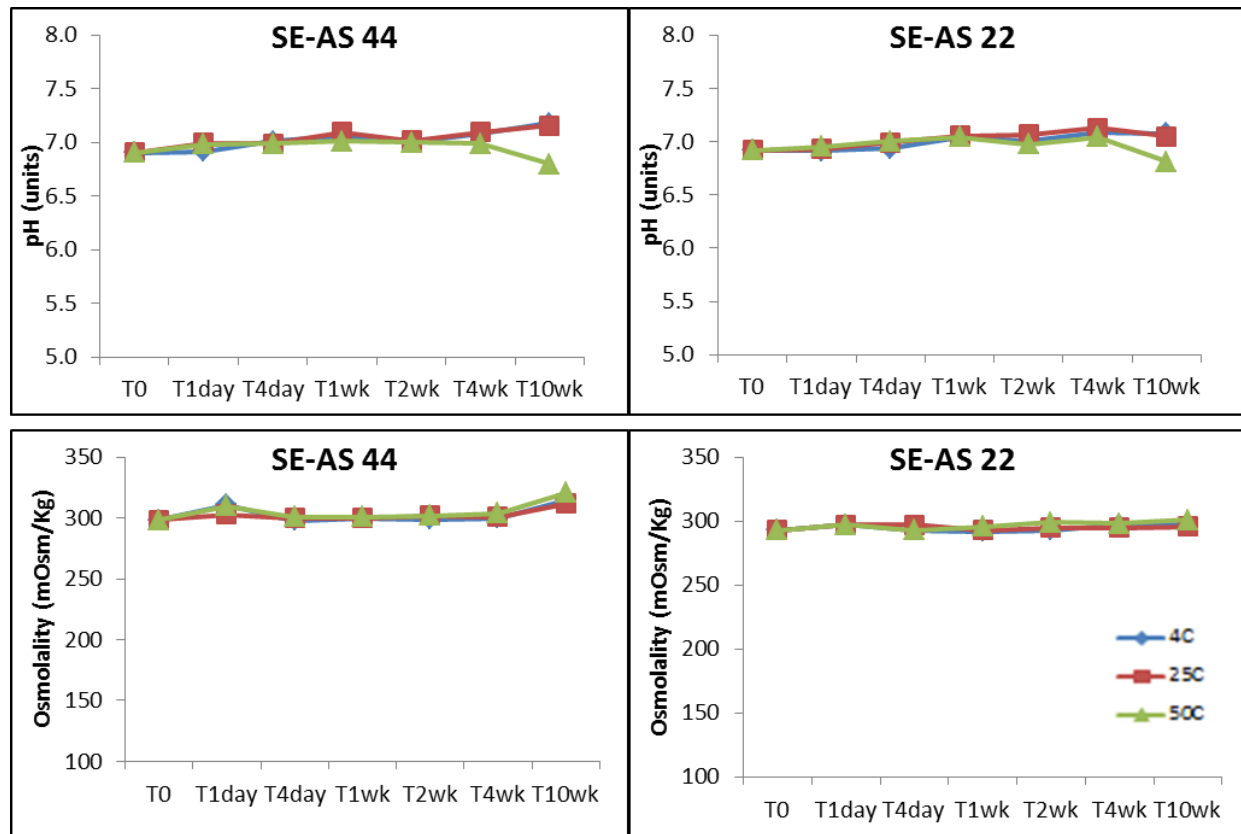 SE-AS 44
pH (units)
8.0
7.5
7.0
6.5
6.0
5.5
5.0
T0 T1day T4day T1wk T2wk T4wk T10wk
SE-AS 22
pH (units)
8.0
7.5
7.0
6.5
6.0
5.5
5.0
T0 T1day T4day T1wk T2wk T4wk T10wk
SE-AS 44
Osmolality (mOsm/Kg)
350
300
250
200
150
100
T0 T1day T4day T1wk T2wk T4wk T10wk
SE-AS 22
Osmolality (mOsm/Kg)
350
300
250
200
150
100
T0 T1day T4day T1wk T2wk T4wk T10wk
4C
25C
50C